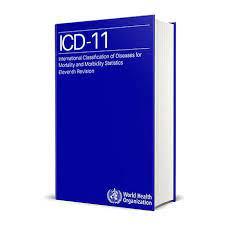 ICD-11
International Classification of Diseases for
Mortality and Morbidity Statistics
Eleventh Revision
World Health
Organization